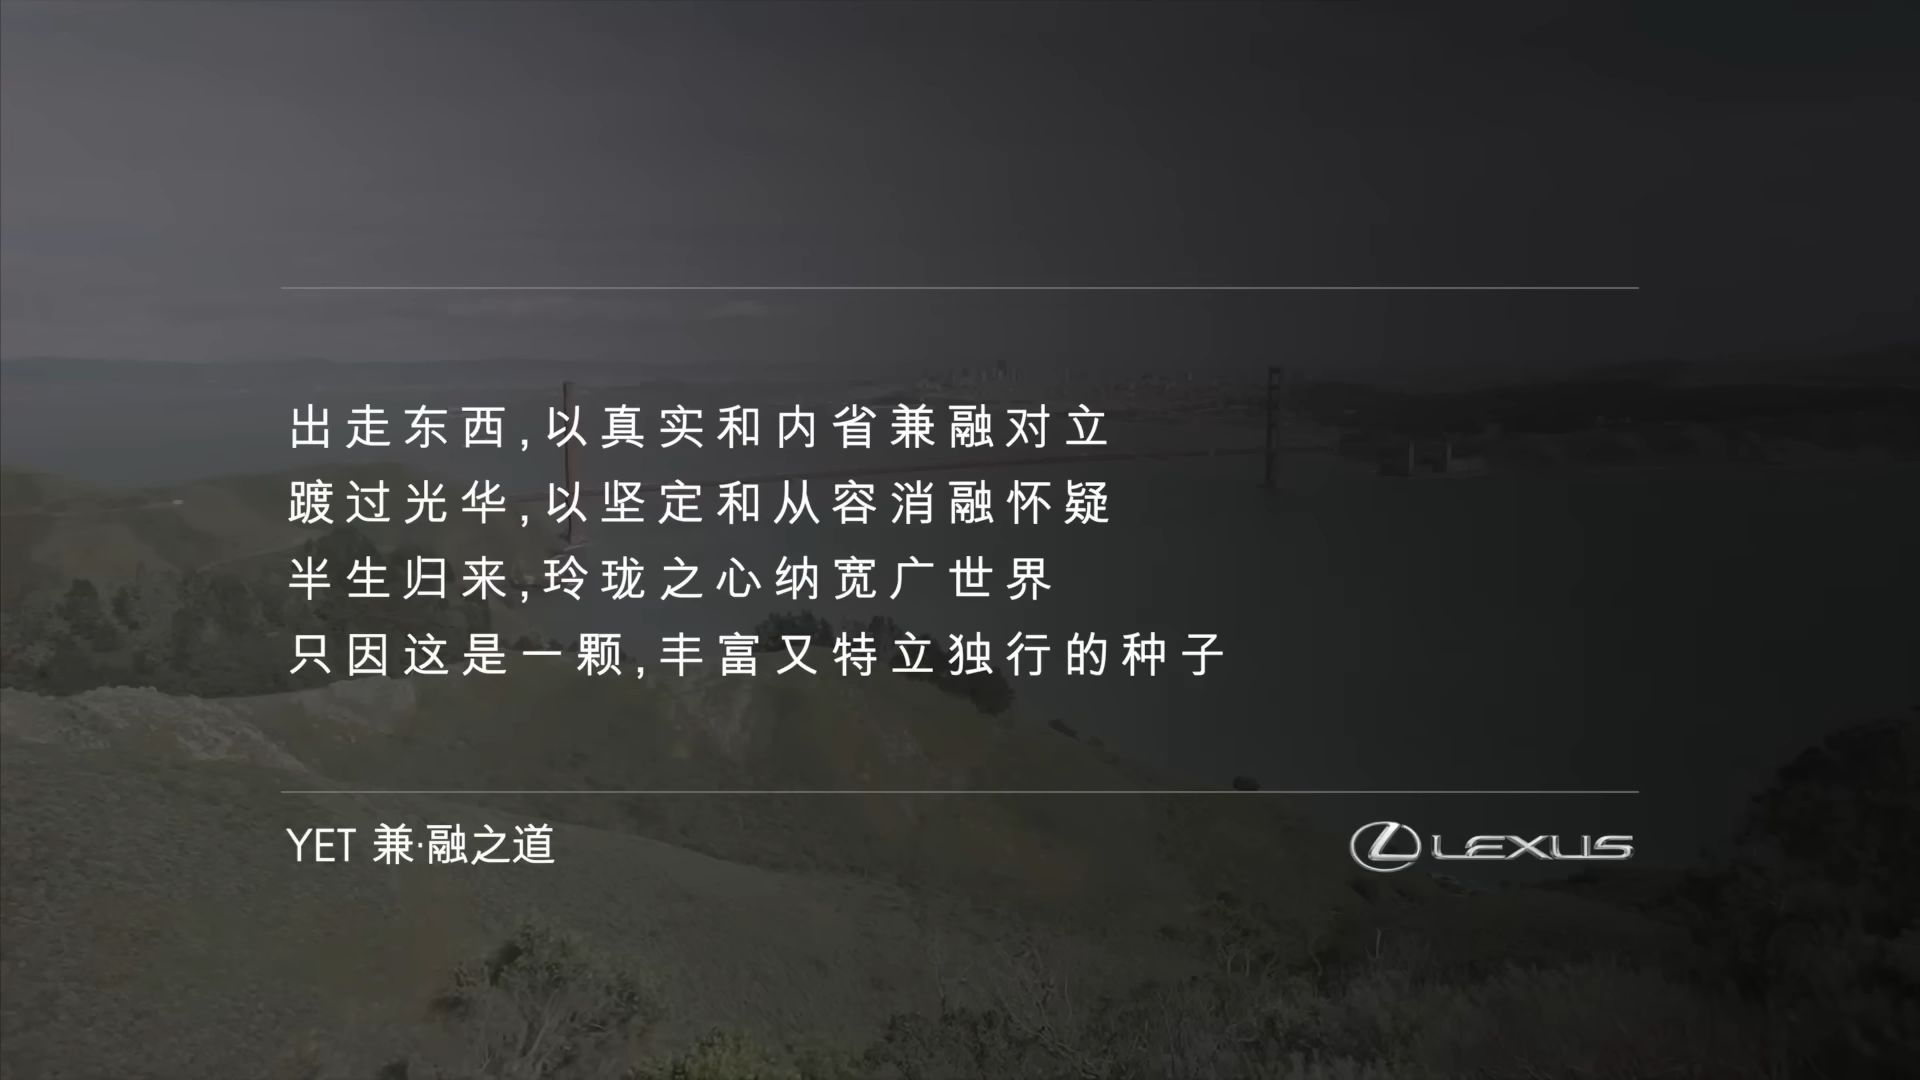 出走东西,以真实和内省兼融对立
踱过光华,以坚定和从容消融怀疑
半生归来,玲珑之心纳宽广世界
只因这是一颗,丰富又特立独行的种子
YET 兼·融之道
LEXUS